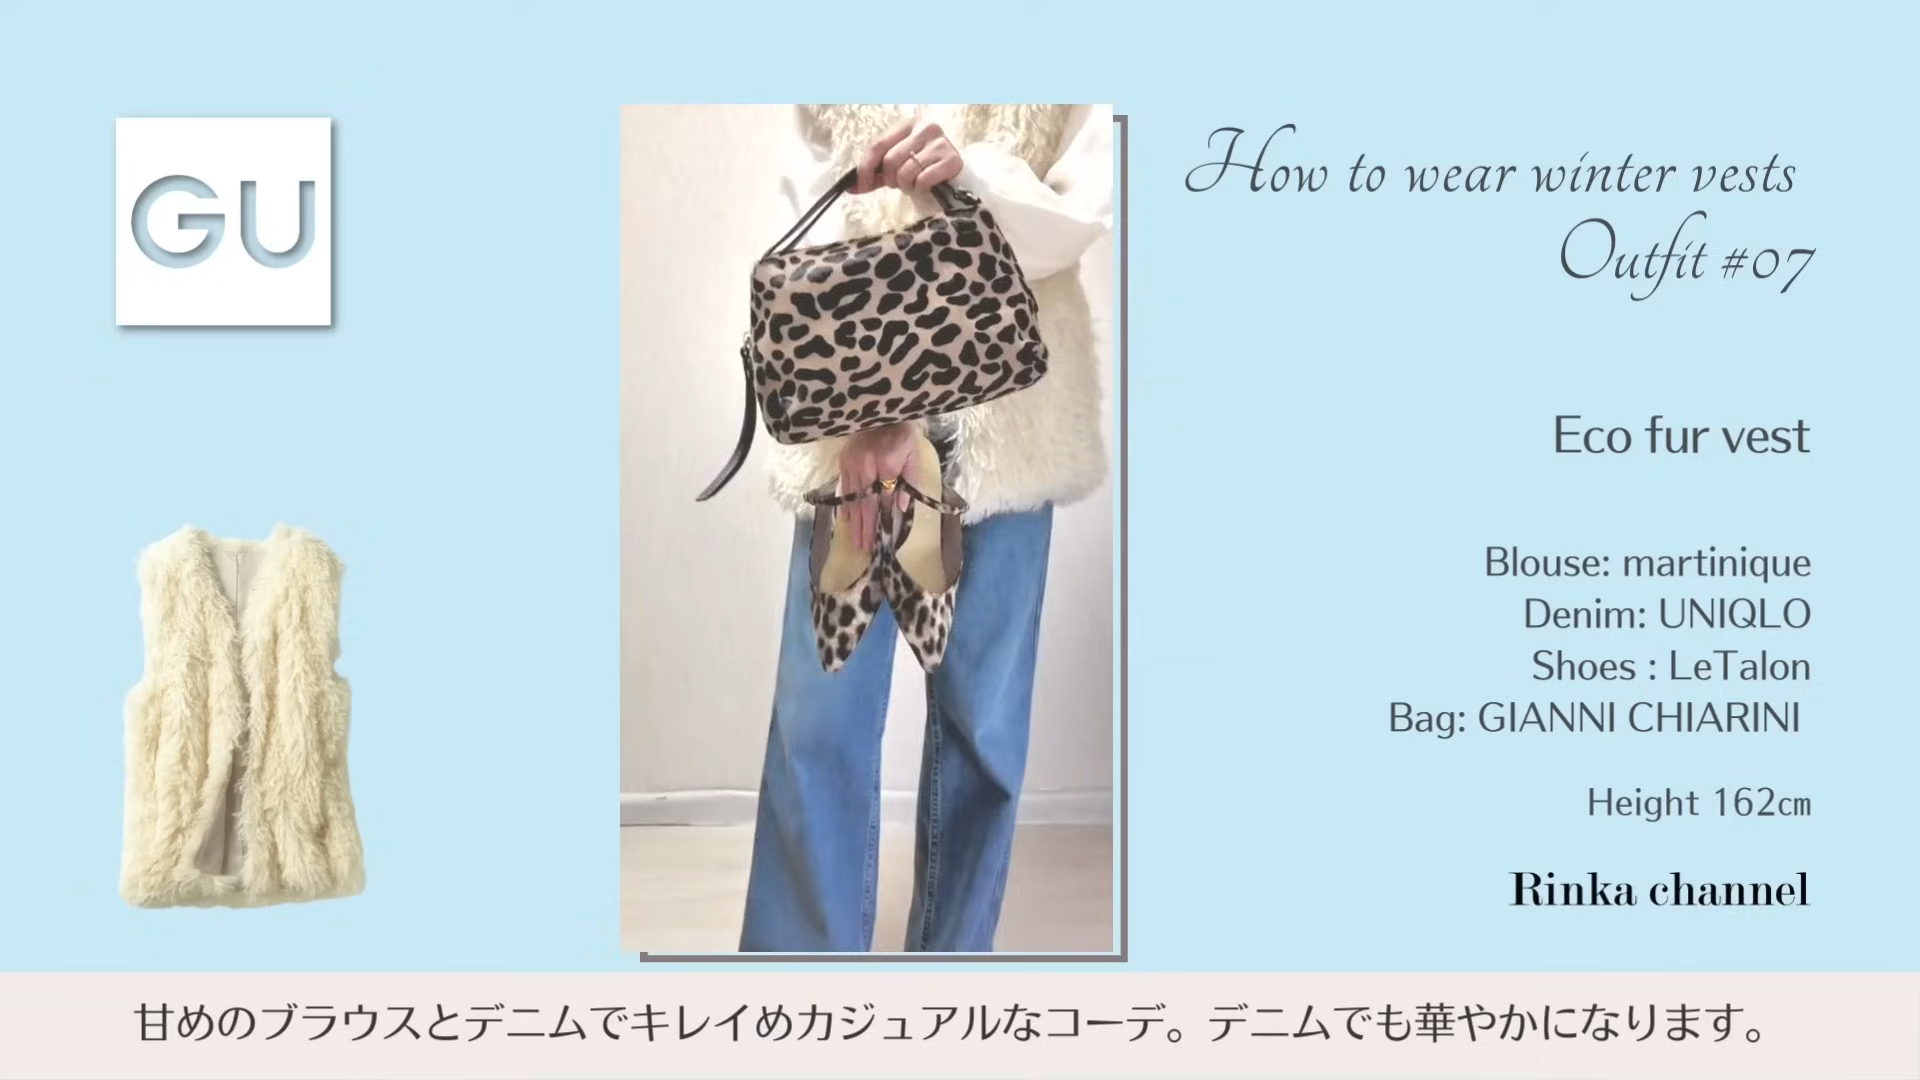 GU
How to wear winter vests
Outfit #07
Eco fur vest
Blouse: martinique
Denim: UNIQLO
Shoes : LeTalon
Bag: GIANNI CHIARINI
Height 162cm
Rinka channel
甘めのブラウスとデニムでキレイめカジュアルなコーデ。デニムでも華やかになります。